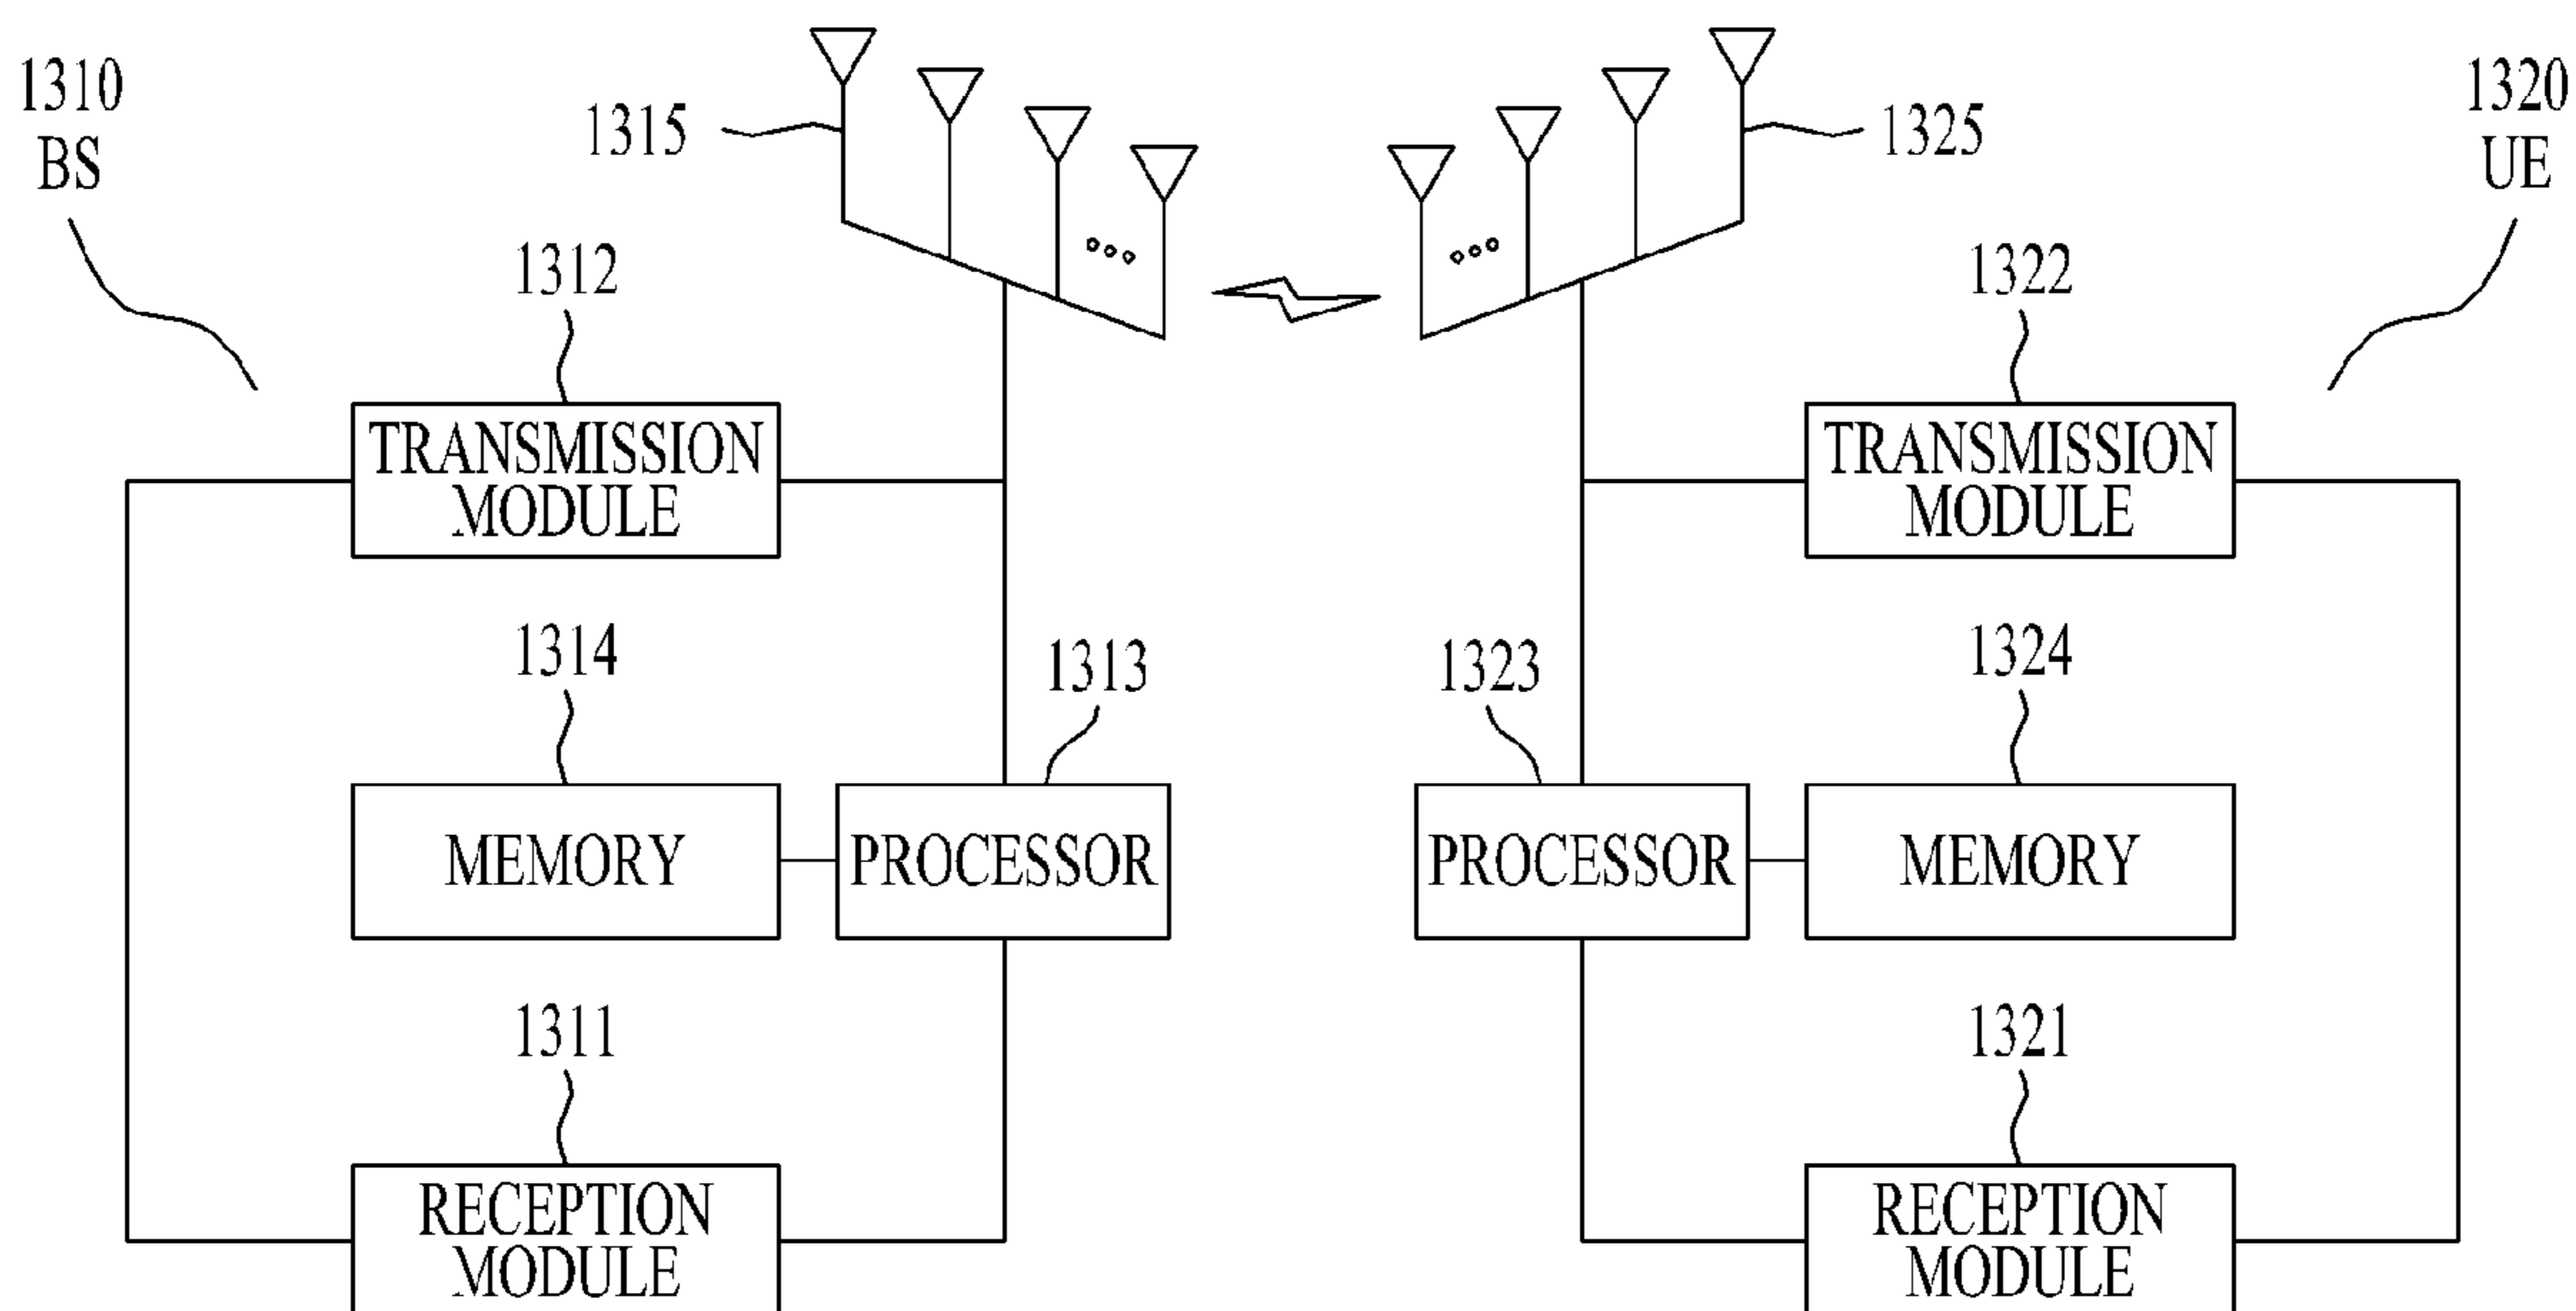 1310
BS
1315
1325
1320
UE
1312
TRANSMISSION
MODULE
1322
TRANSMISSION
MODULE
1314
MEMORY
1313
PROCESSOR
1323
PROCESSOR
1324
MEMORY
1311
RECEPTION
MODULE
1321
RECEPTION
MODULE